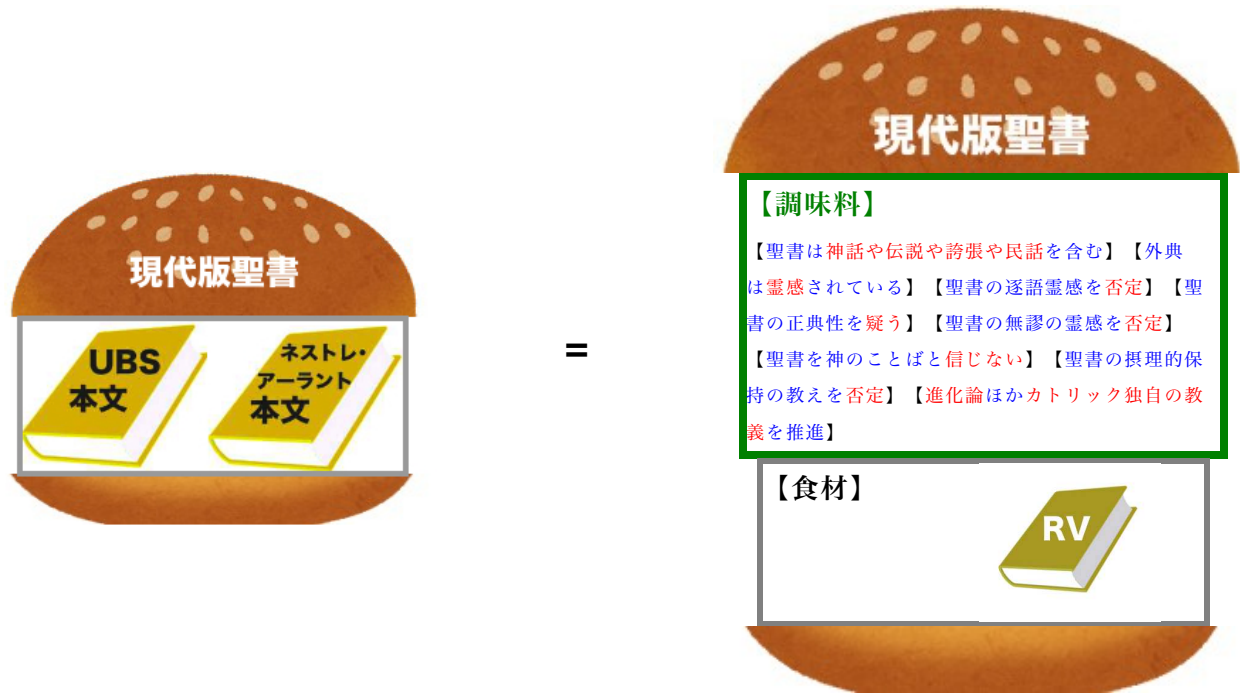 現代版聖書
UBS
本文
ネストレ・
アーラント
本文
=
現代版聖書
【調味料】
【聖書は神話や伝説や誇張や民話を含む】【外典
は霊感されている】【聖書の逐語霊感を否定】【聖
書の正典性を疑う】【聖書の無謬の霊感を否定】
【聖書を神のことばと信じない】【聖書の摂理的保
持の教えを否定】【進化論ほかカトリック独自の教
義を推進】
【食材】
RV